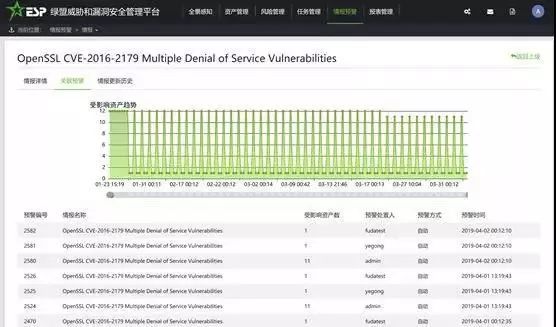 ESP 绿盟威胁和漏洞安全管理平台 全景感知 资产管理 风险管理 任务管理 情报预警 报表管理 A
当前位置: 情报预警 > 情报预警 >
OpenSSL CVE-2016-2179 Multiple Denial of Service Vulnerabilities
返回上级
情报详情 关联预警 情报更新历史
受影响资产趋势
12
10
8
6
4
2
0
01-23 15:19 01-31 00:11 02-17 00:12 02-22 00:12 03-02 00:14 03-09 00:42 03-13 21:46 03-17 00:13 03-27 10:04 03-31 00:12
预警编号 情报名称 受影响资产数 预警处置人 预警方式 预警时间
2582 OpenSSL CVE-2016-2179 Multiple Denial of Service Vulnerabilities 1 fudatest 自动 2019-04-02 00:12:10
2581 OpenSSL CVE-2016-2179 Multiple Denial of Service Vulnerabilities 1 yegong 自动 2019-04-02 00:12:10
2580 OpenSSL CVE-2016-2179 Multiple Denial of Service Vulnerabilities 11 admin 自动 2019-04-02 00:12:10
2526 OpenSSL CVE-2016-2179 Multiple Denial of Service Vulnerabilities 1 fudatest 自动 2019-04-01 13:19:43
2525 OpenSSL CVE-2016-2179 Multiple Denial of Service Vulnerabilities 1 yegong 自动 2019-04-01 13:19:43
2524 OpenSSL CVE-2016-2179 Multiple Denial of Service Vulnerabilities 11 admin 自动 2019-04-01 13:19:43
2470 OpenSSL CVE-2016-2179 Multiple Denial of Service Vulnerabilities 1 fudatest 自动 2019-04-01 00:12:35